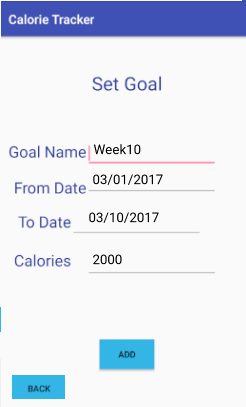 Calorie Tracker
Set Goal
Goal Name Week10
From Date 03/01/2017
To Date 03/10/2017
Calories 2000
ADD
BACK